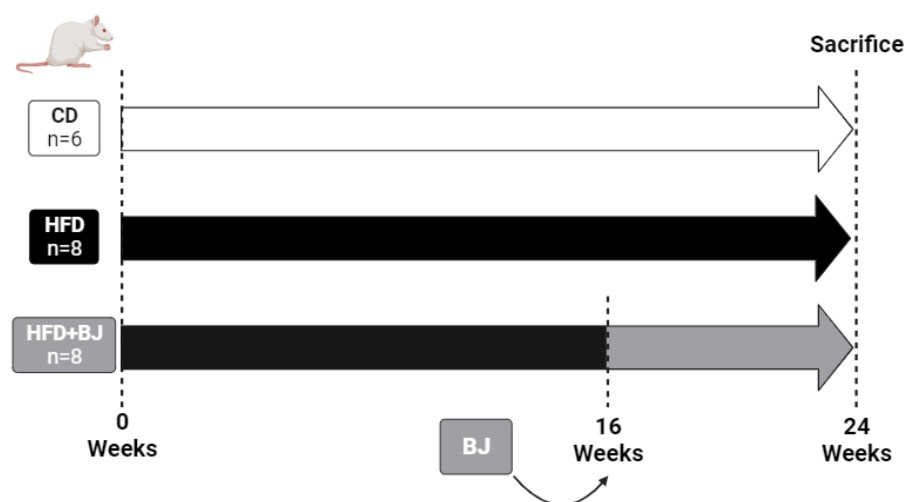 Sacrifice
CD
n=6
HFD
n=8
HFD+BJ
n=8
0
Weeks
BJ
16
Weeks
24
Weeks